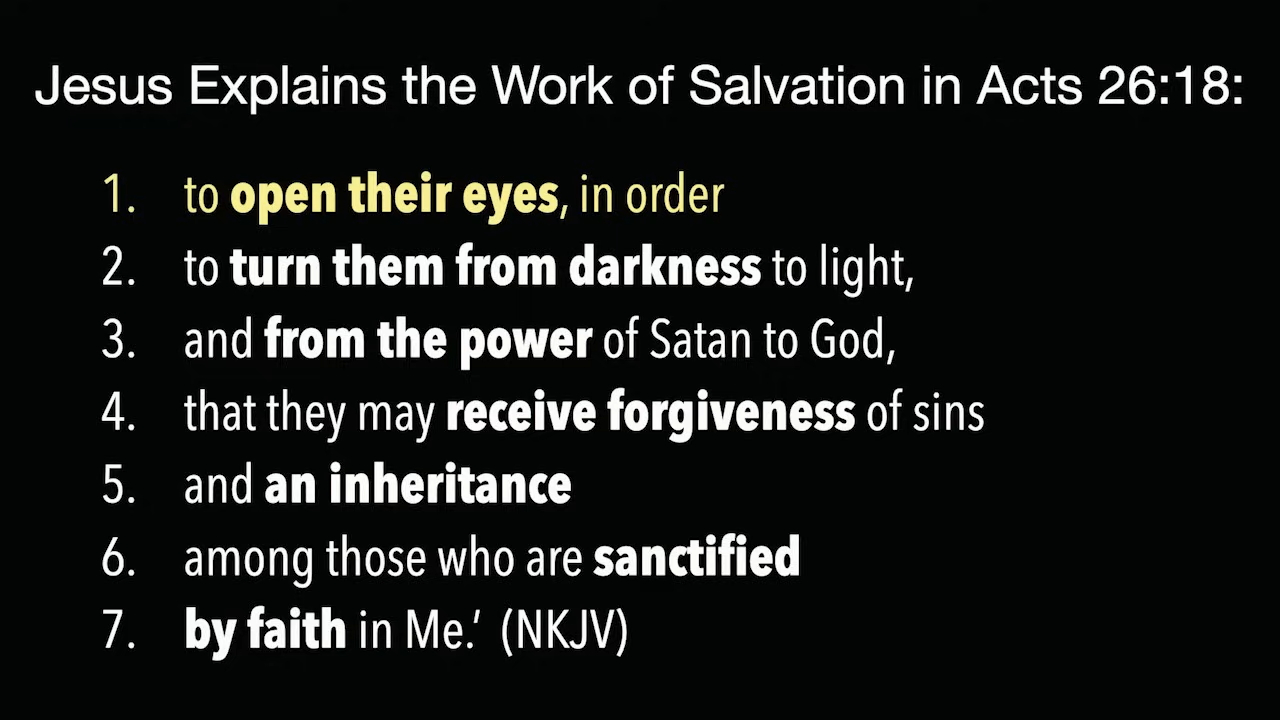 Jesus Explains the Work of Salvation in Acts 26:18:
1. to open their eyes, in order
2. to turn them from darkness to light,
3. and from the power of Satan to God,
4. that they may receive forgiveness of sins
5. and an inheritance
6. among those who are sanctified
7. by faith in Me.’ (NKJV)